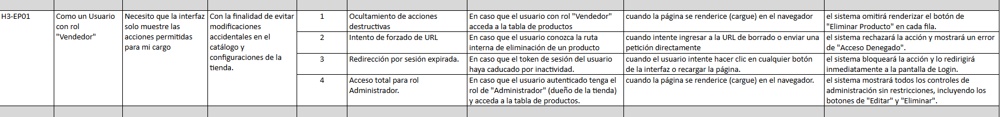 H3-EP01
Como un Usuario
con rol
"Vendedor"
Necesito que la interfaz
solo muestre las
acciones permitidas
para mi cargo
Con la finalidad de evitar
modificaciones
accidentales en el
catálogo y
configuraciones de la
tienda.
1
Ocultamiento de acciones
destructivas
En caso que el usuario con rol "Vendedor"
acceda a la tabla de productos
cuando la página se renderice (cargue) en el navegador
el sistema omitirá renderizar el botón de
"Eliminar Producto" en cada fila.
2
Intento de forzado de URL
En caso que el usuario conozca la ruta
interna de eliminación de un producto
cuando intente ingresar a la URL de borrado o enviar una
petición directamente
el sistema rechazará la acción y mostrará un error
de "Acceso Denegado".
3
Redirección por sesión expirada.
En caso que el token de sesión del usuario
haya caducado por inactividad.
cuando el usuario intente hacer clic en cualquier botón
de la interfaz o recargar la página.
el sistema bloqueará la acción y lo redirigirá
inmediatamente a la pantalla de Login.
4
Acceso total para rol
Administrador.
En caso que el usuario autenticado tenga el
rol de "Administrador" (dueño de la tienda)
y acceda a la tabla de productos.
cuando la página se renderice (cargue) en el navegador.
el sistema mostrará todos los controles de
administración sin restricciones, incluyendo los
botones de "Editar" y "Eliminar".